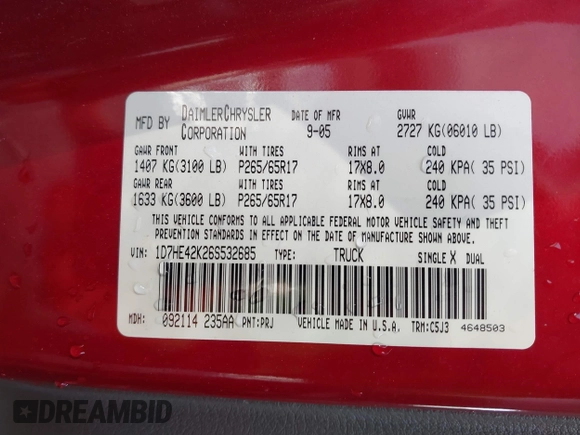 MFD BY DAIMLERCHRYSLER CORPORATION DATE OF MFR 9-05 GVWR 2727 KG(06010 LB)
GAWR FRONT WITH TIRES RIMS AT COLD
1407 KG(3100 LB) P265/65R17 17X8.0 240 KPA( 35 PSI)
GAWR REAR WITH TIRES RIMS AT COLD
1633 KG(3600 LB) P265/65R17 17X8.0 240 KPA( 35 PSI)
THIS VEHICLE CONFORMS TO ALL APPLICABLE FEDERAL MOTOR VEHICLE SAFETY AND THEFT
PREVENTION STANDARDS IN EFFECT ON THE DATE OF MANUFACTURE SHOWN ABOVE.
VIN: 1D7HE42K26S532685 TYPE: TRUCK SINGLE X DUAL
MDH: 092114 235AA PNT:PRJ VEHICLE MADE IN U.S.A. TRM:C5J3 4648503
DREAMBID